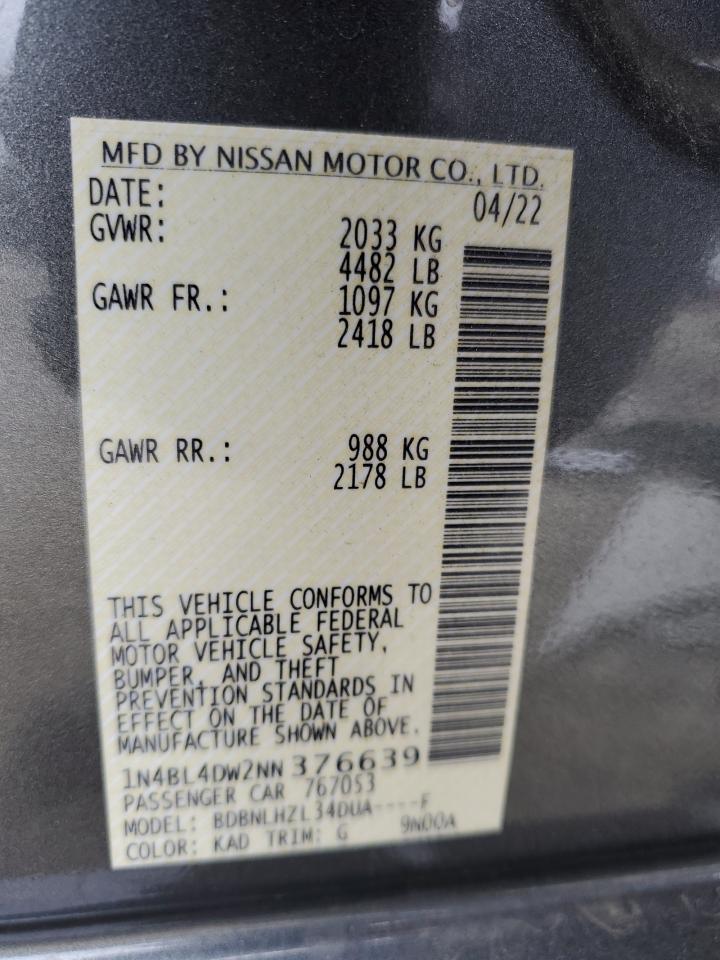 MFD BY NISSAN MOTOR CO., LTD.
DATE: 04/22
GVWR: 2033 KG
4482 LB
GAWR FR.: 1097 KG
2418 LB
GAWR RR.: 988 KG
2178 LB
THIS VEHICLE CONFORMS TO
ALL APPLICABLE FEDERAL
MOTOR VEHICLE SAFETY,
BUMPER, AND THEFT
PREVENTION STANDARDS IN
EFFECT ON THE DATE OF
MANUFACTURE SHOWN ABOVE.
1N4BL4DW2NN376639
PASSENGER CAR 767053
MODEL: BDBNLHZL34DUA----F
COLOR: KAD TRIM: G 9N00A